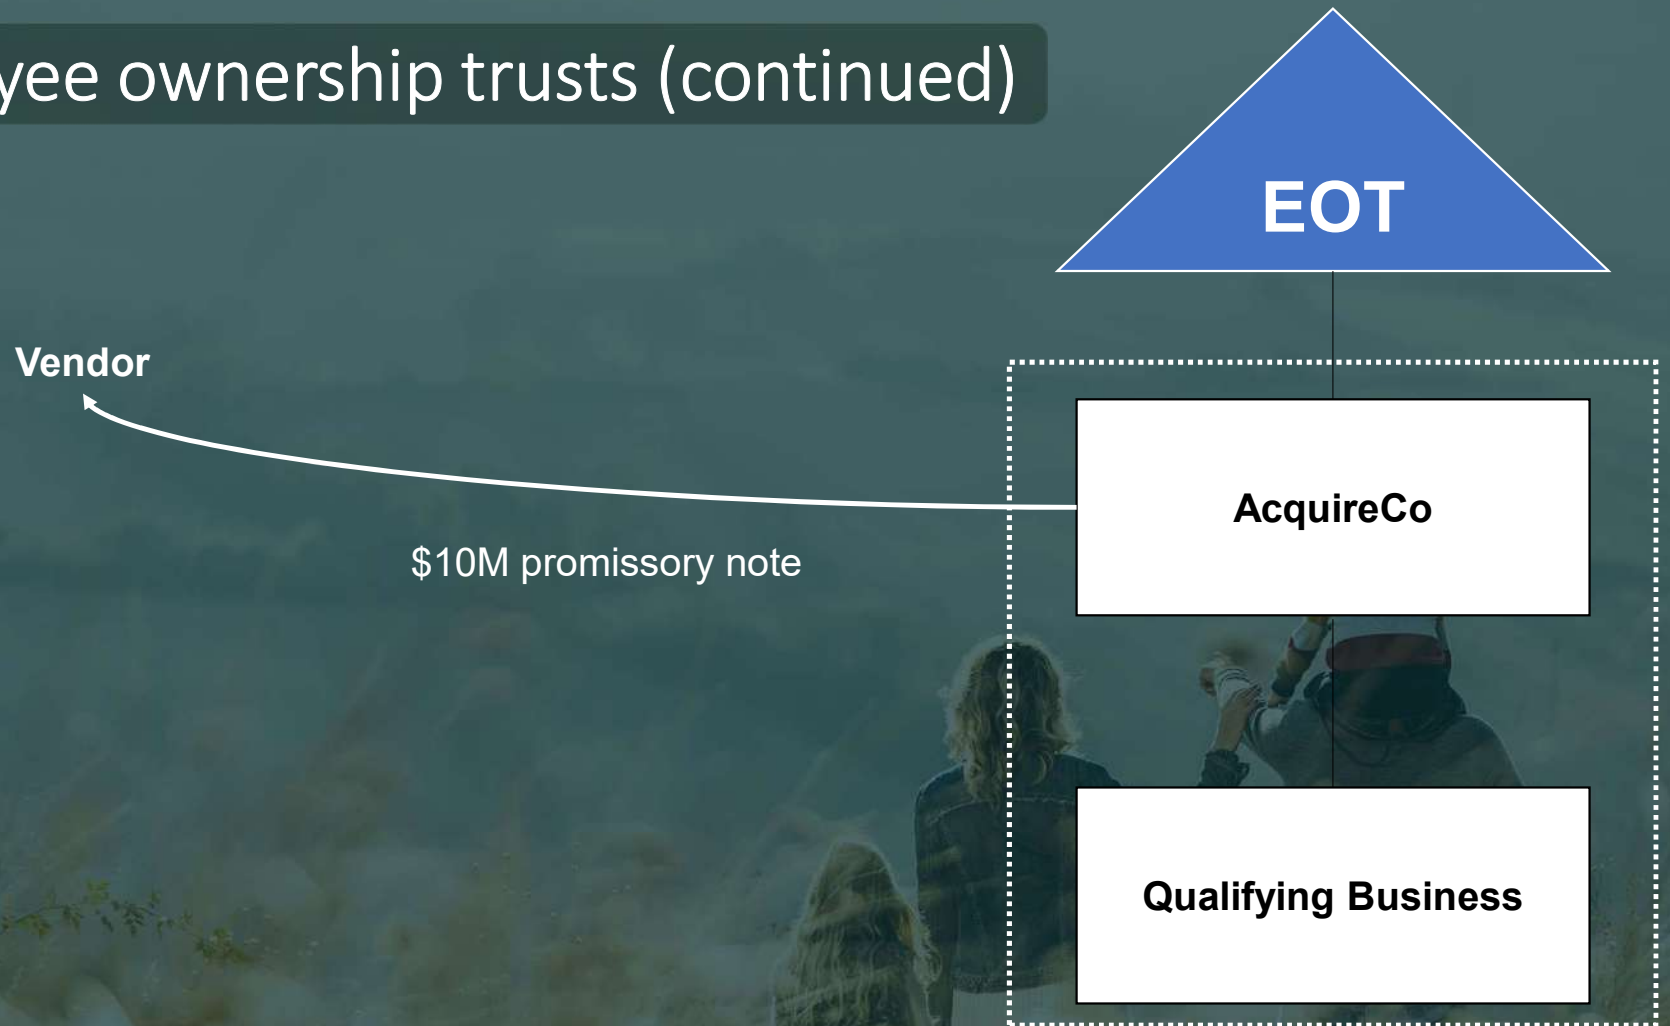 yee ownership trusts (continued)
EOT
Vendor
AcquireCo
$10M promissory note
Qualifying Business